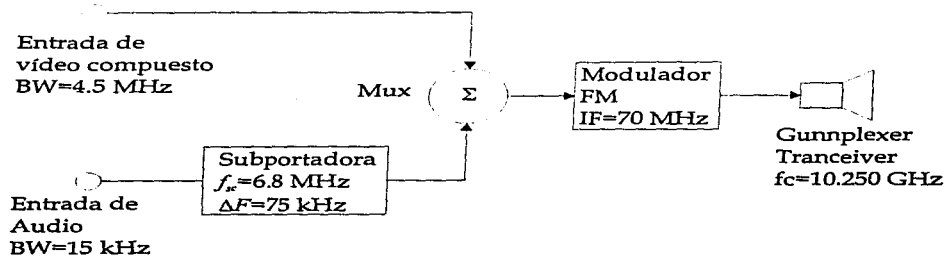 Entrada de
vídeo compuesto
BW=4.5 MHz
Mux
Σ
Modulador
FM
IF=70 MHz
Gunnplexer
Tranceiver
fc=10.250 GHz
Subportadora
fsc=6.8 MHz
ΔF=75 kHz
Entrada de
Audio
BW=15 kHz